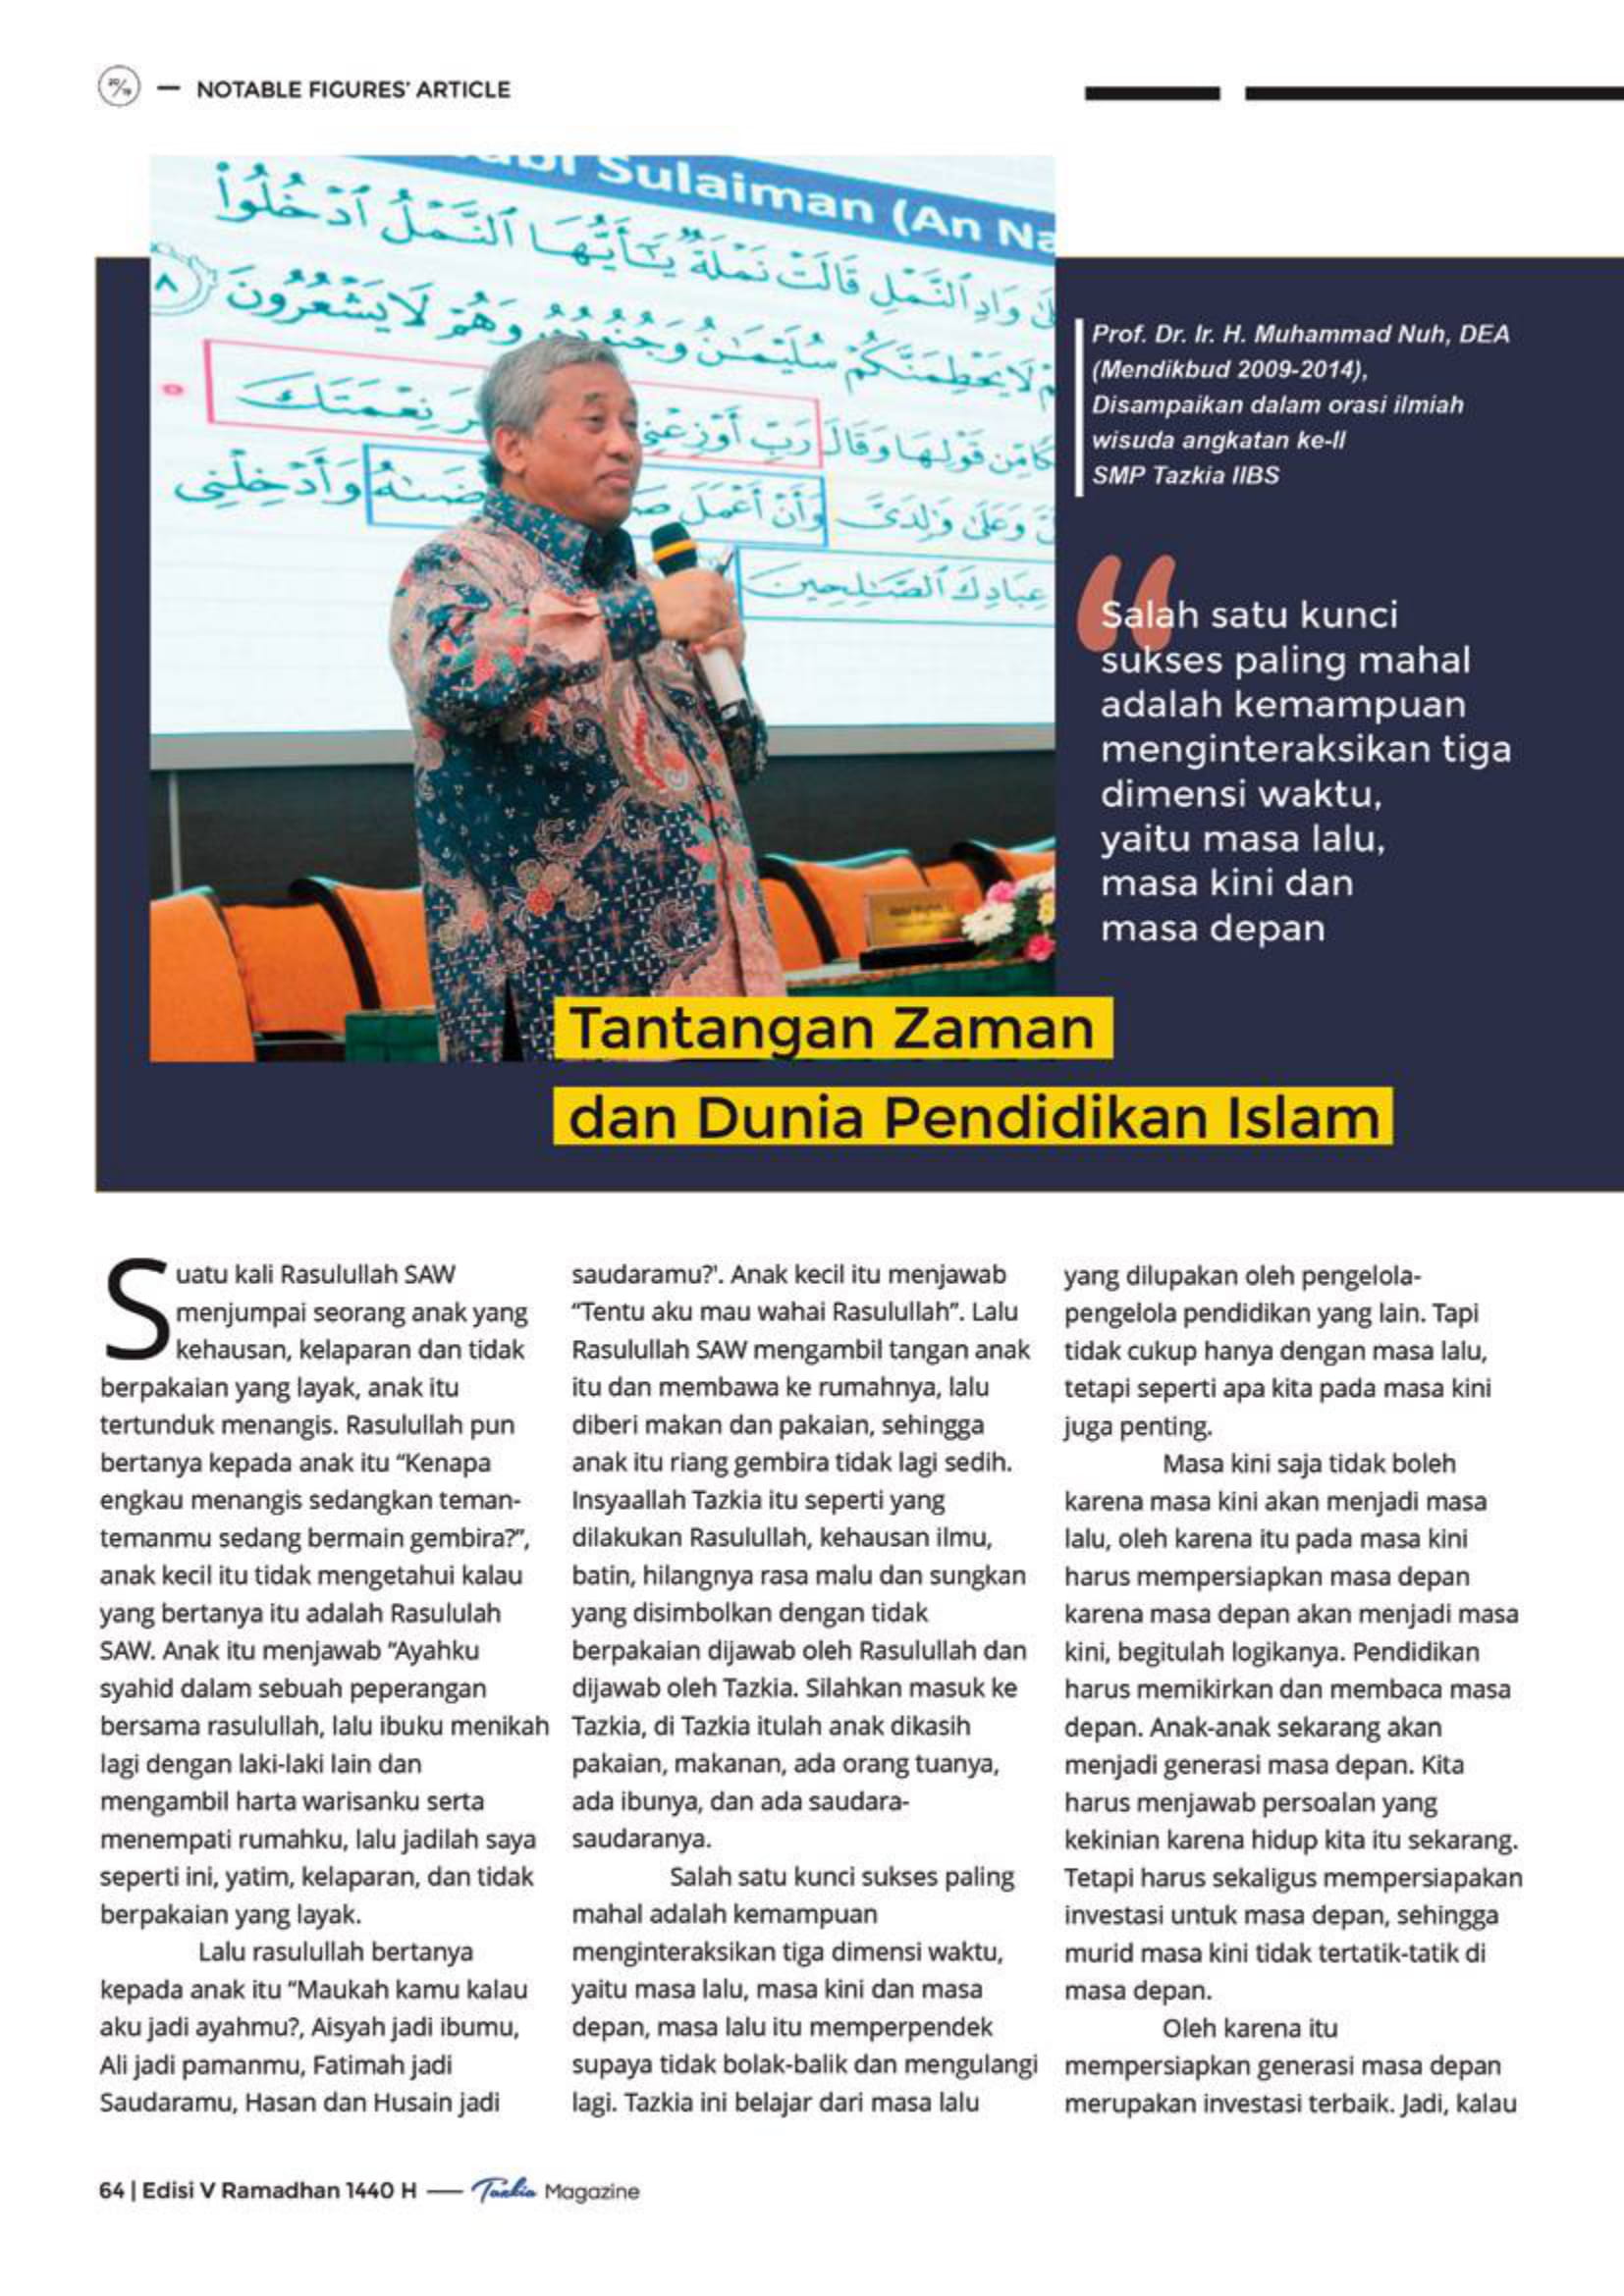 20/19 — NOTABLE FIGURES' ARTICLE
Sulaiman (An Na
وَادِ ٱلنَّمْلِ قَالَتْ نَمْلَةٌ يَـٰٓأَيُّهَا ٱلنَّمْلُ ٱدْخُلُوا۟
لَا يَحْطِمَنَّكُمْ سُلَيْمَـٰنُ وَجُنُودُهُۥ وَهُمْ لَا يَشْعُرُونَ
مِّن قَوْلِهَا وَقَالَ رَبِّ أَوْزِعْنِىٓ نِعْمَتَكَ
وَعَلَىٰ وَٰلِدَىَّ وَأَنْ أَعْمَلَ وَأَدْخِلْنِى
عِبَادِكَ ٱلصَّـٰلِحِينَ
Prof. Dr. Ir. H. Muhammad Nuh, DEA
(Mendikbud 2009-2014),
Disampaikan dalam orasi ilmiah
wisuda angkatan ke-II
SMP Tazkia IIBS
“
Salah satu kunci
sukses paling mahal
adalah kemampuan
menginteraksikan tiga
dimensi waktu,
yaitu masa lalu,
masa kini dan
masa depan
Tantangan Zaman
dan Dunia Pendidikan Islam
Suatu kali Rasulullah SAW
menjumpai seorang anak yang
kehausan, kelaparan dan tidak
berpakaian yang layak, anak itu
tertunduk menangis. Rasulullah pun
bertanya kepada anak itu “Kenapa
engkau menangis sedangkan teman-
temanmu sedang bermain gembira?”,
anak kecil itu tidak mengetahui kalau
yang bertanya itu adalah Rasululah
SAW. Anak itu menjawab “Ayahku
syahid dalam sebuah peperangan
bersama rasulullah, lalu ibuku menikah
lagi dengan laki-laki lain dan
mengambil harta warisanku serta
menempati rumahku, lalu jadilah saya
seperti ini, yatim, kelaparan, dan tidak
berpakaian yang layak.
Lalu rasulullah bertanya
kepada anak itu “Maukah kamu kalau
aku jadi ayahmu?, Aisyah jadi ibumu,
Ali jadi pamanmu, Fatimah jadi
Saudaramu, Hasan dan Husain jadi
saudaramu?'. Anak kecil itu menjawab
“Tentu aku mau wahai Rasulullah”. Lalu
Rasulullah SAW mengambil tangan anak
itu dan membawa ke rumahnya, lalu
diberi makan dan pakaian, sehingga
anak itu riang gembira tidak lagi sedih.
Insyaallah Tazkia itu seperti yang
dilakukan Rasulullah, kehausan ilmu,
batin, hilangnya rasa malu dan sungkan
yang disimbolkan dengan tidak
berpakaian dijawab oleh Rasulullah dan
dijawab oleh Tazkia. Silahkan masuk ke
Tazkia, di Tazkia itulah anak dikasih
pakaian, makanan, ada orang tuanya,
ada ibunya, dan ada saudara-
saudaranya.
Salah satu kunci sukses paling
mahal adalah kemampuan
menginteraksikan tiga dimensi waktu,
yaitu masa lalu, masa kini dan masa
depan, masa lalu itu memperpendek
supaya tidak bolak-balik dan mengulangi
lagi. Tazkia ini belajar dari masa lalu
yang dilupakan oleh pengelola-
pengelola pendidikan yang lain. Tapi
tidak cukup hanya dengan masa lalu,
tetapi seperti apa kita pada masa kini
juga penting.
Masa kini saja tidak boleh
karena masa kini akan menjadi masa
lalu, oleh karena itu pada masa kini
harus mempersiapkan masa depan
karena masa depan akan menjadi masa
kini, begitulah logikanya. Pendidikan
harus memikirkan dan membaca masa
depan. Anak-anak sekarang akan
menjadi generasi masa depan. Kita
harus menjawab persoalan yang
kekinian karena hidup kita itu sekarang.
Tetapi harus sekaligus mempersiapakan
investasi untuk masa depan, sehingga
murid masa kini tidak tertatik-tatik di
masa depan.
Oleh karena itu
mempersiapkan generasi masa depan
merupakan investasi terbaik. Jadi, kalau
64 | Edisi V Ramadhan 1440 H — Tazkia Magazine